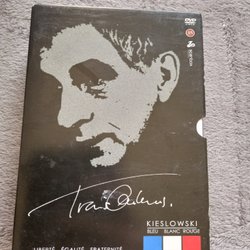 DVD
KIESLOWSKI
BLEU BLANC ROUGE
LIBERTÉ ÉGALITÉ FRATERNITÉ